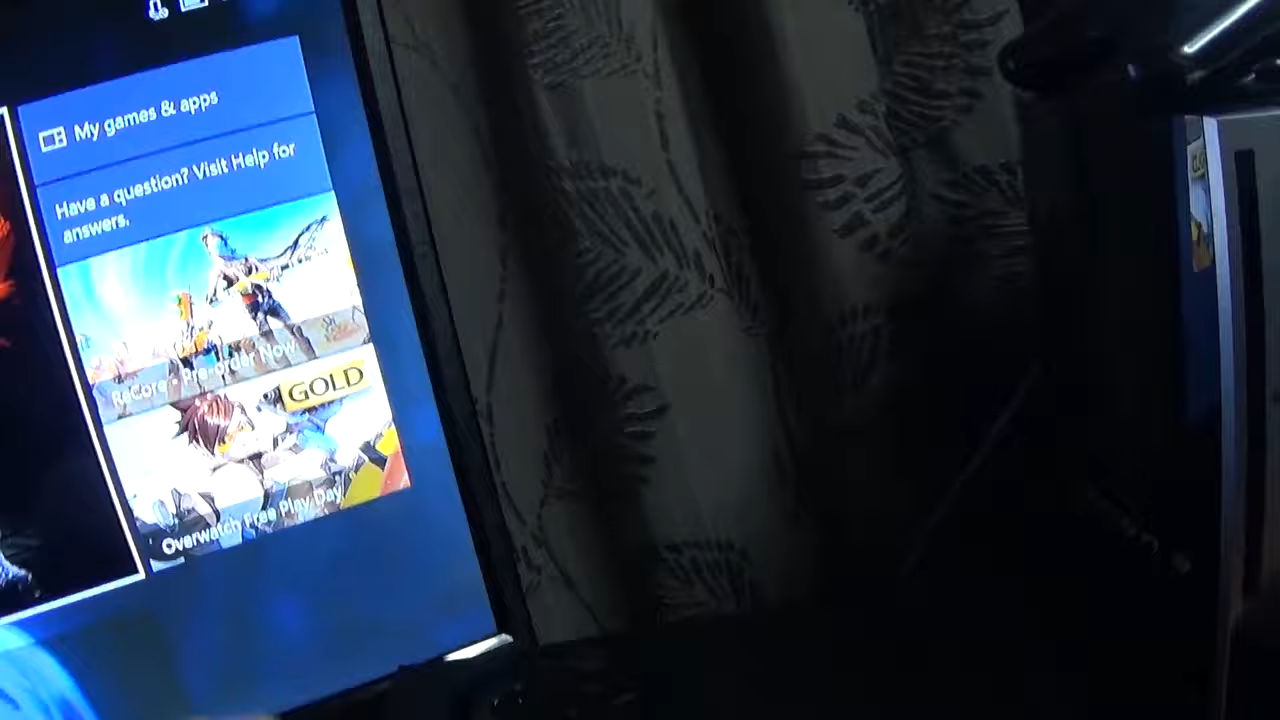 My games & apps
Have a question? Visit Help for
answers.
ReCore - Pre-order Now
GOLD
Overwatch Free Play Day